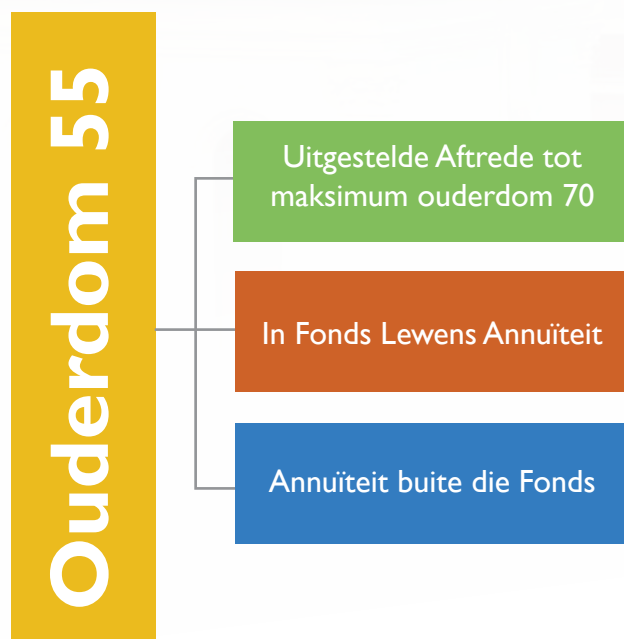 Ouderdom 55
Uitgestelde Aftrede tot
maksimum ouderdom 70
In Fonds Lewens Annuïteit
Annuïteit buite die Fonds